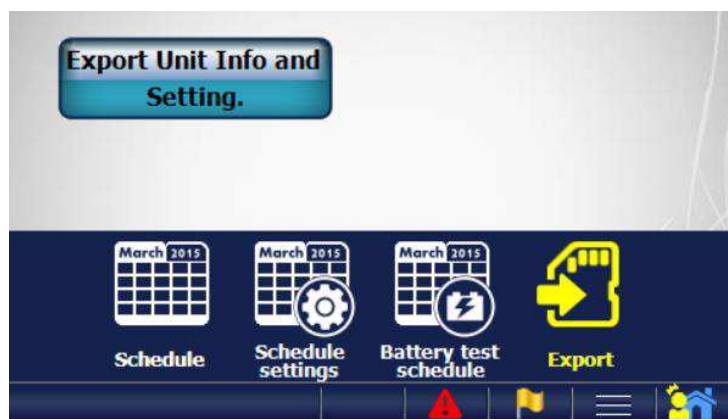 Export Unit Info and
Setting.
March 2015
March 2015
March 2015
Schedule
Schedule
settings
Battery test
schedule
Export